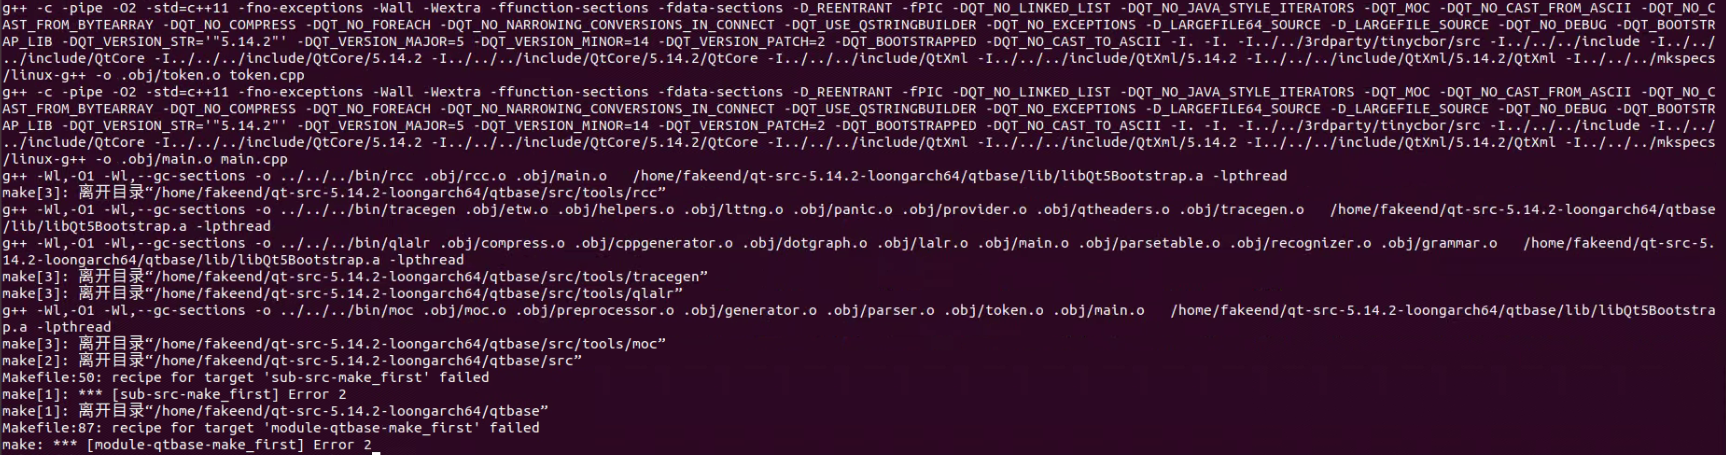 g++ -c -pipe -O2 -std=c++11 -fno-exceptions -Wall -Wextra -ffunction-sections -fdata-sections -D_REENTRANT -fPIC -DQT_NO_LINKED_LIST -DQT_NO_JAVA_STYLE_ITERATORS -DQT_MOC -DQT_NO_CAST_FROM_ASCII -DQT_NO_C
AST_FROM_BYTEARRAY -DQT_NO_COMPRESS -DQT_NO_FOREACH -DQT_NO_NARROWING_CONVERSIONS_IN_CONNECT -DQT_USE_QSTRINGBUILDER -DQT_NO_EXCEPTIONS -D_LARGEFILE64_SOURCE -D_LARGEFILE_SOURCE -DQT_NO_DEBUG -DQT_BOOTSTR
AP_LIB -DQT_VERSION_STR='"5.14.2"' -DQT_VERSION_MAJOR=5 -DQT_VERSION_MINOR=14 -DQT_VERSION_PATCH=2 -DQT_BOOTSTRAPPED -DQT_NO_CAST_TO_ASCII -I. -I. -I../../3rdparty/tinycbor/src -I../../../include -I../../
../include/QtCore -I../../../include/QtCore/5.14.2 -I../../../include/QtCore/5.14.2/QtCore -I../../../include/QtXml -I../../../include/QtXml/5.14.2 -I../../../include/QtXml/5.14.2/QtXml -I../../../mkspecs
/linux-g++ -o .obj/token.o token.cpp
g++ -c -pipe -O2 -std=c++11 -fno-exceptions -Wall -Wextra -ffunction-sections -fdata-sections -D_REENTRANT -fPIC -DQT_NO_LINKED_LIST -DQT_NO_JAVA_STYLE_ITERATORS -DQT_MOC -DQT_NO_CAST_FROM_ASCII -DQT_NO_C
AST_FROM_BYTEARRAY -DQT_NO_COMPRESS -DQT_NO_FOREACH -DQT_NO_NARROWING_CONVERSIONS_IN_CONNECT -DQT_USE_QSTRINGBUILDER -DQT_NO_EXCEPTIONS -D_LARGEFILE64_SOURCE -D_LARGEFILE_SOURCE -DQT_NO_DEBUG -DQT_BOOTSTR
AP_LIB -DQT_VERSION_STR='"5.14.2"' -DQT_VERSION_MAJOR=5 -DQT_VERSION_MINOR=14 -DQT_VERSION_PATCH=2 -DQT_BOOTSTRAPPED -DQT_NO_CAST_TO_ASCII -I. -I. -I../../3rdparty/tinycbor/src -I../../../include -I../../
../include/QtCore -I../../../include/QtCore/5.14.2 -I../../../include/QtCore/5.14.2/QtCore -I../../../include/QtXml -I../../../include/QtXml/5.14.2 -I../../../include/QtXml/5.14.2/QtXml -I../../../mkspecs
/linux-g++ -o .obj/main.o main.cpp
g++ -Wl,-O1 -Wl,--gc-sections -o ../../../bin/rcc .obj/rcc.o .obj/main.o   /home/fakeend/qt-src-5.14.2-loongarch64/qtbase/lib/libQt5Bootstrap.a -lpthread
make[3]: 离开目录“/home/fakeend/qt-src-5.14.2-loongarch64/qtbase/src/tools/rcc”
g++ -Wl,-O1 -Wl,--gc-sections -o ../../../bin/tracegen .obj/etw.o .obj/helpers.o .obj/lttng.o .obj/panic.o .obj/provider.o .obj/qtheaders.o .obj/tracegen.o   /home/fakeend/qt-src-5.14.2-loongarch64/qtbase
/lib/libQt5Bootstrap.a -lpthread
g++ -Wl,-O1 -Wl,--gc-sections -o ../../../bin/qlalr .obj/compress.o .obj/cppgenerator.o .obj/dotgraph.o .obj/lalr.o .obj/main.o .obj/parsetable.o .obj/recognizer.o .obj/grammar.o   /home/fakeend/qt-src-5.
14.2-loongarch64/qtbase/lib/libQt5Bootstrap.a -lpthread
make[3]: 离开目录“/home/fakeend/qt-src-5.14.2-loongarch64/qtbase/src/tools/tracegen”
make[3]: 离开目录“/home/fakeend/qt-src-5.14.2-loongarch64/qtbase/src/tools/qlalr”
g++ -Wl,-O1 -Wl,--gc-sections -o ../../../bin/moc .obj/moc.o .obj/preprocessor.o .obj/generator.o .obj/parser.o .obj/token.o .obj/main.o   /home/fakeend/qt-src-5.14.2-loongarch64/qtbase/lib/libQt5Bootstra
p.a -lpthread
make[3]: 离开目录“/home/fakeend/qt-src-5.14.2-loongarch64/qtbase/src/tools/moc”
make[2]: 离开目录“/home/fakeend/qt-src-5.14.2-loongarch64/qtbase/src”
Makefile:50: recipe for target 'sub-src-make_first' failed
make[1]: *** [sub-src-make_first] Error 2
make[1]: 离开目录“/home/fakeend/qt-src-5.14.2-loongarch64/qtbase”
Makefile:87: recipe for target 'module-qtbase-make_first' failed
make: *** [module-qtbase-make_first] Error 2